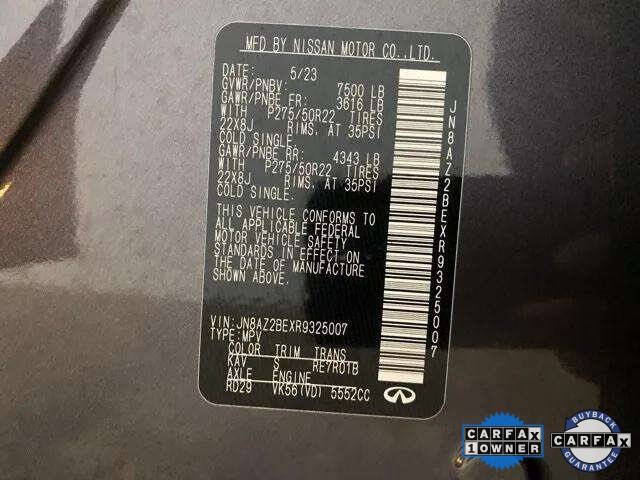 MFD BY NISSAN MOTOR CO.,LTD.
DATE: 5/23
GVWR/PNBV: 7500 LB
GAWR/PNBE FR: 3616 LB
WITH P275/50R22 TIRES
22X8J RIMS, AT 35PSI
COLD SINGLE.
GAWR/PNBE RR: 4343 LB
WITH P275/50R22 TIRES
22X8J RIMS, AT 35PSI
COLD SINGLE.
THIS VEHICLE CONFORMS TO
ALL APPLICABLE FEDERAL
MOTOR VEHICLE SAFETY
STANDARDS IN EFFECT ON
THE DATE OF MANUFACTURE
SHOWN ABOVE.
VIN:JN8AZ2BEXR9325007
TYPE:MPV
COLOR TRIM TRANS
KAV S RE7R01B
AXLE ENGINE
RD29 VK56(VD) 5552CC
JN8AZ2BEXR9325007
CARFAX
1 OWNER
BUYBACK
CARFAX
GUARANTEE